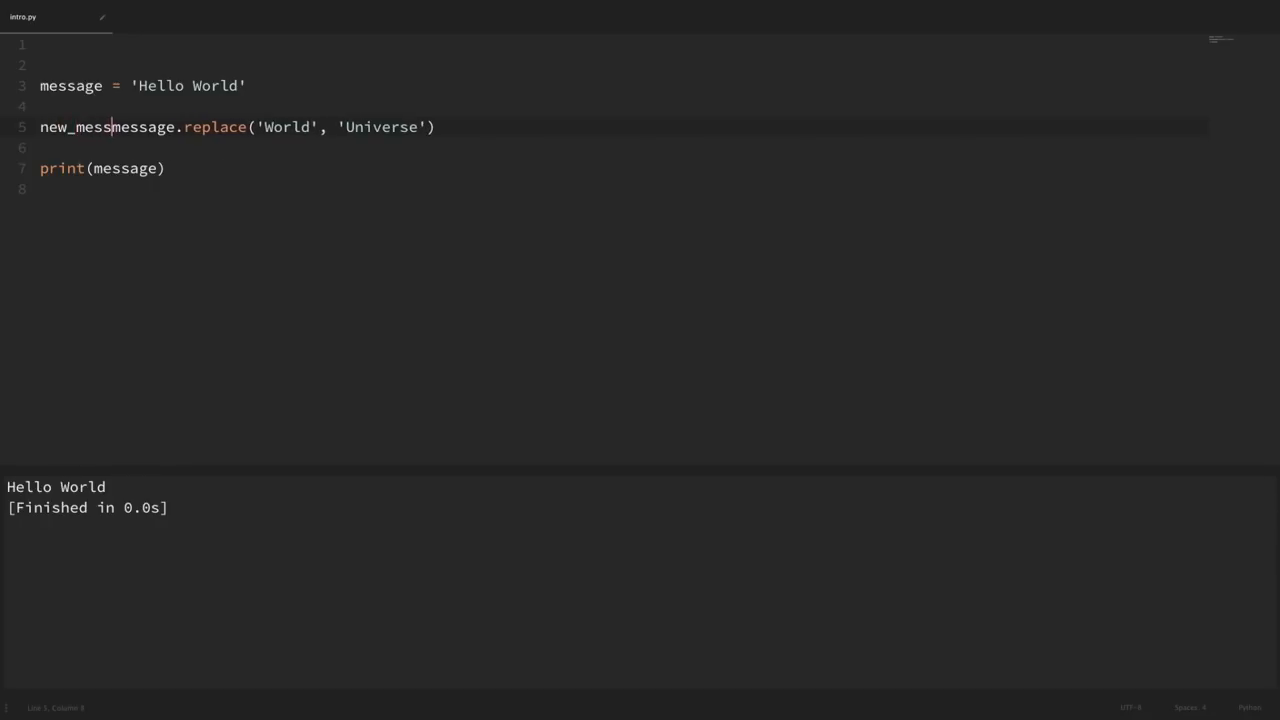 intro.py
1
2
3 message = 'Hello World'
4
5 new_messmessage.replace('World', 'Universe')
6
7 print(message)
8
Hello World
[Finished in 0.0s]
Line 5, Column 8
UTF-8 Spaces: 4 Python